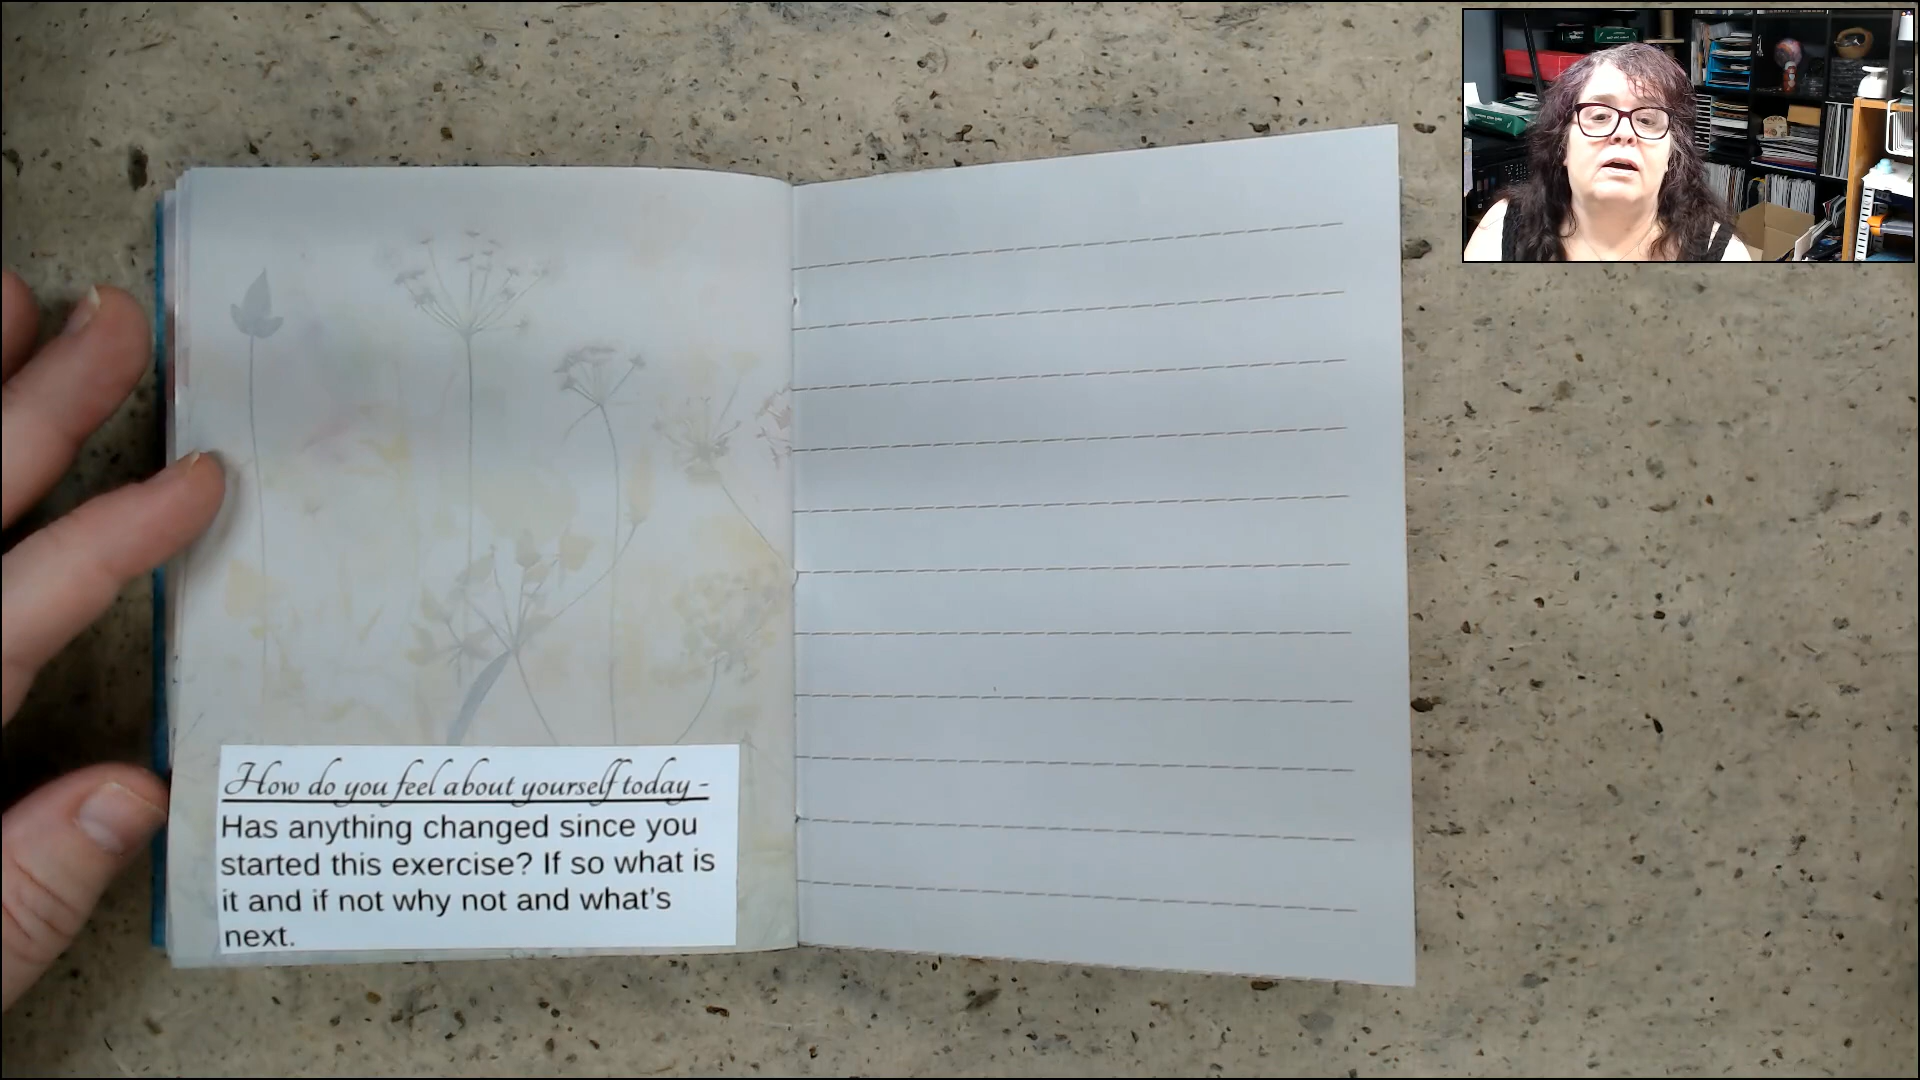 How do you feel about yourself today -
Has anything changed since you
started this exercise? If so what is
it and if not why not and what's
next.